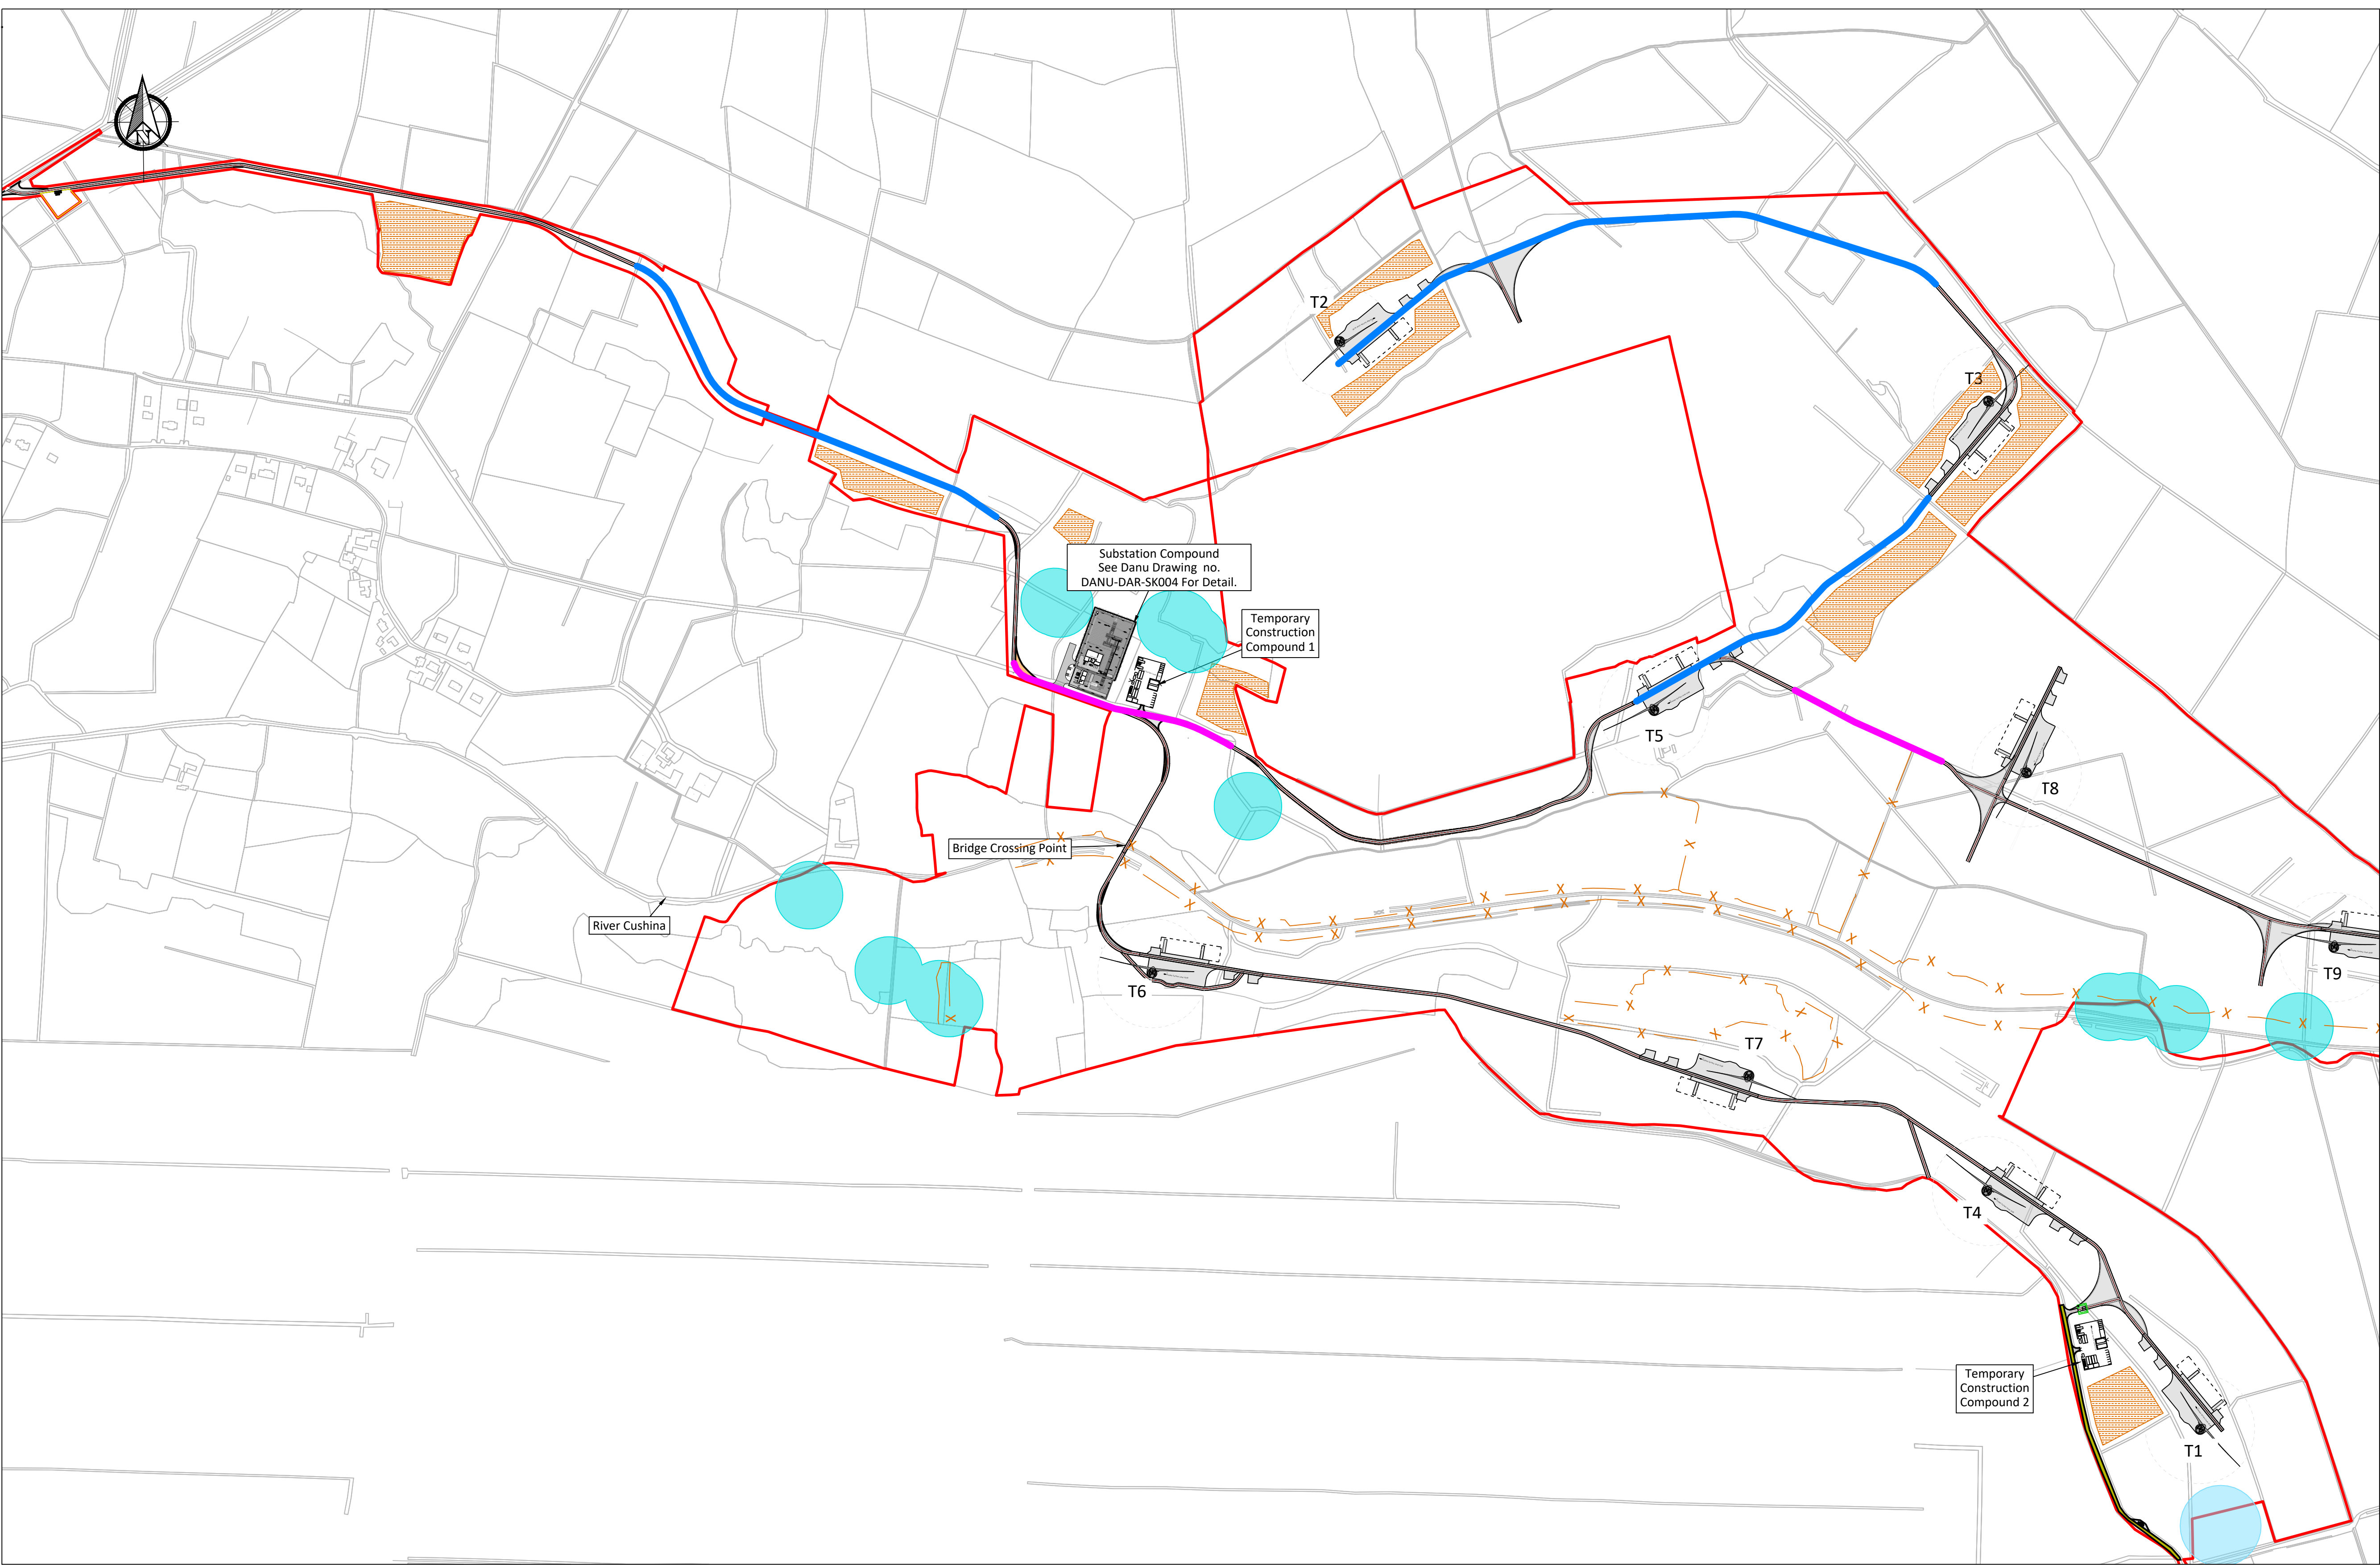 N
T2
T3
Substation Compound
See Danu Drawing no.
DANU-DAR-SK004 For Detail.
Temporary
Construction
Compound 1
T5
T8
Bridge Crossing Point
River Cushina
T6
T9
T7
T4
Temporary
Construction
Compound 2
T1